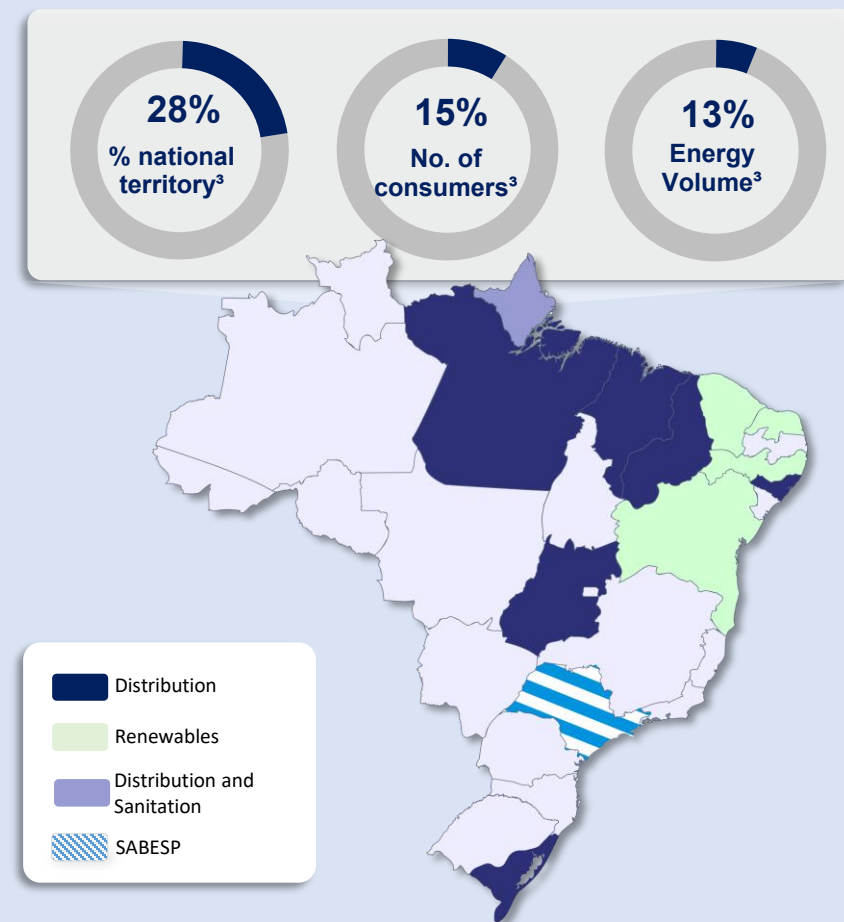 28%
% national
territory³
15%
No. of
consumers³
13%
Energy
Volume³
Distribution
Renewables
Distribution and
Sanitation
SABESP